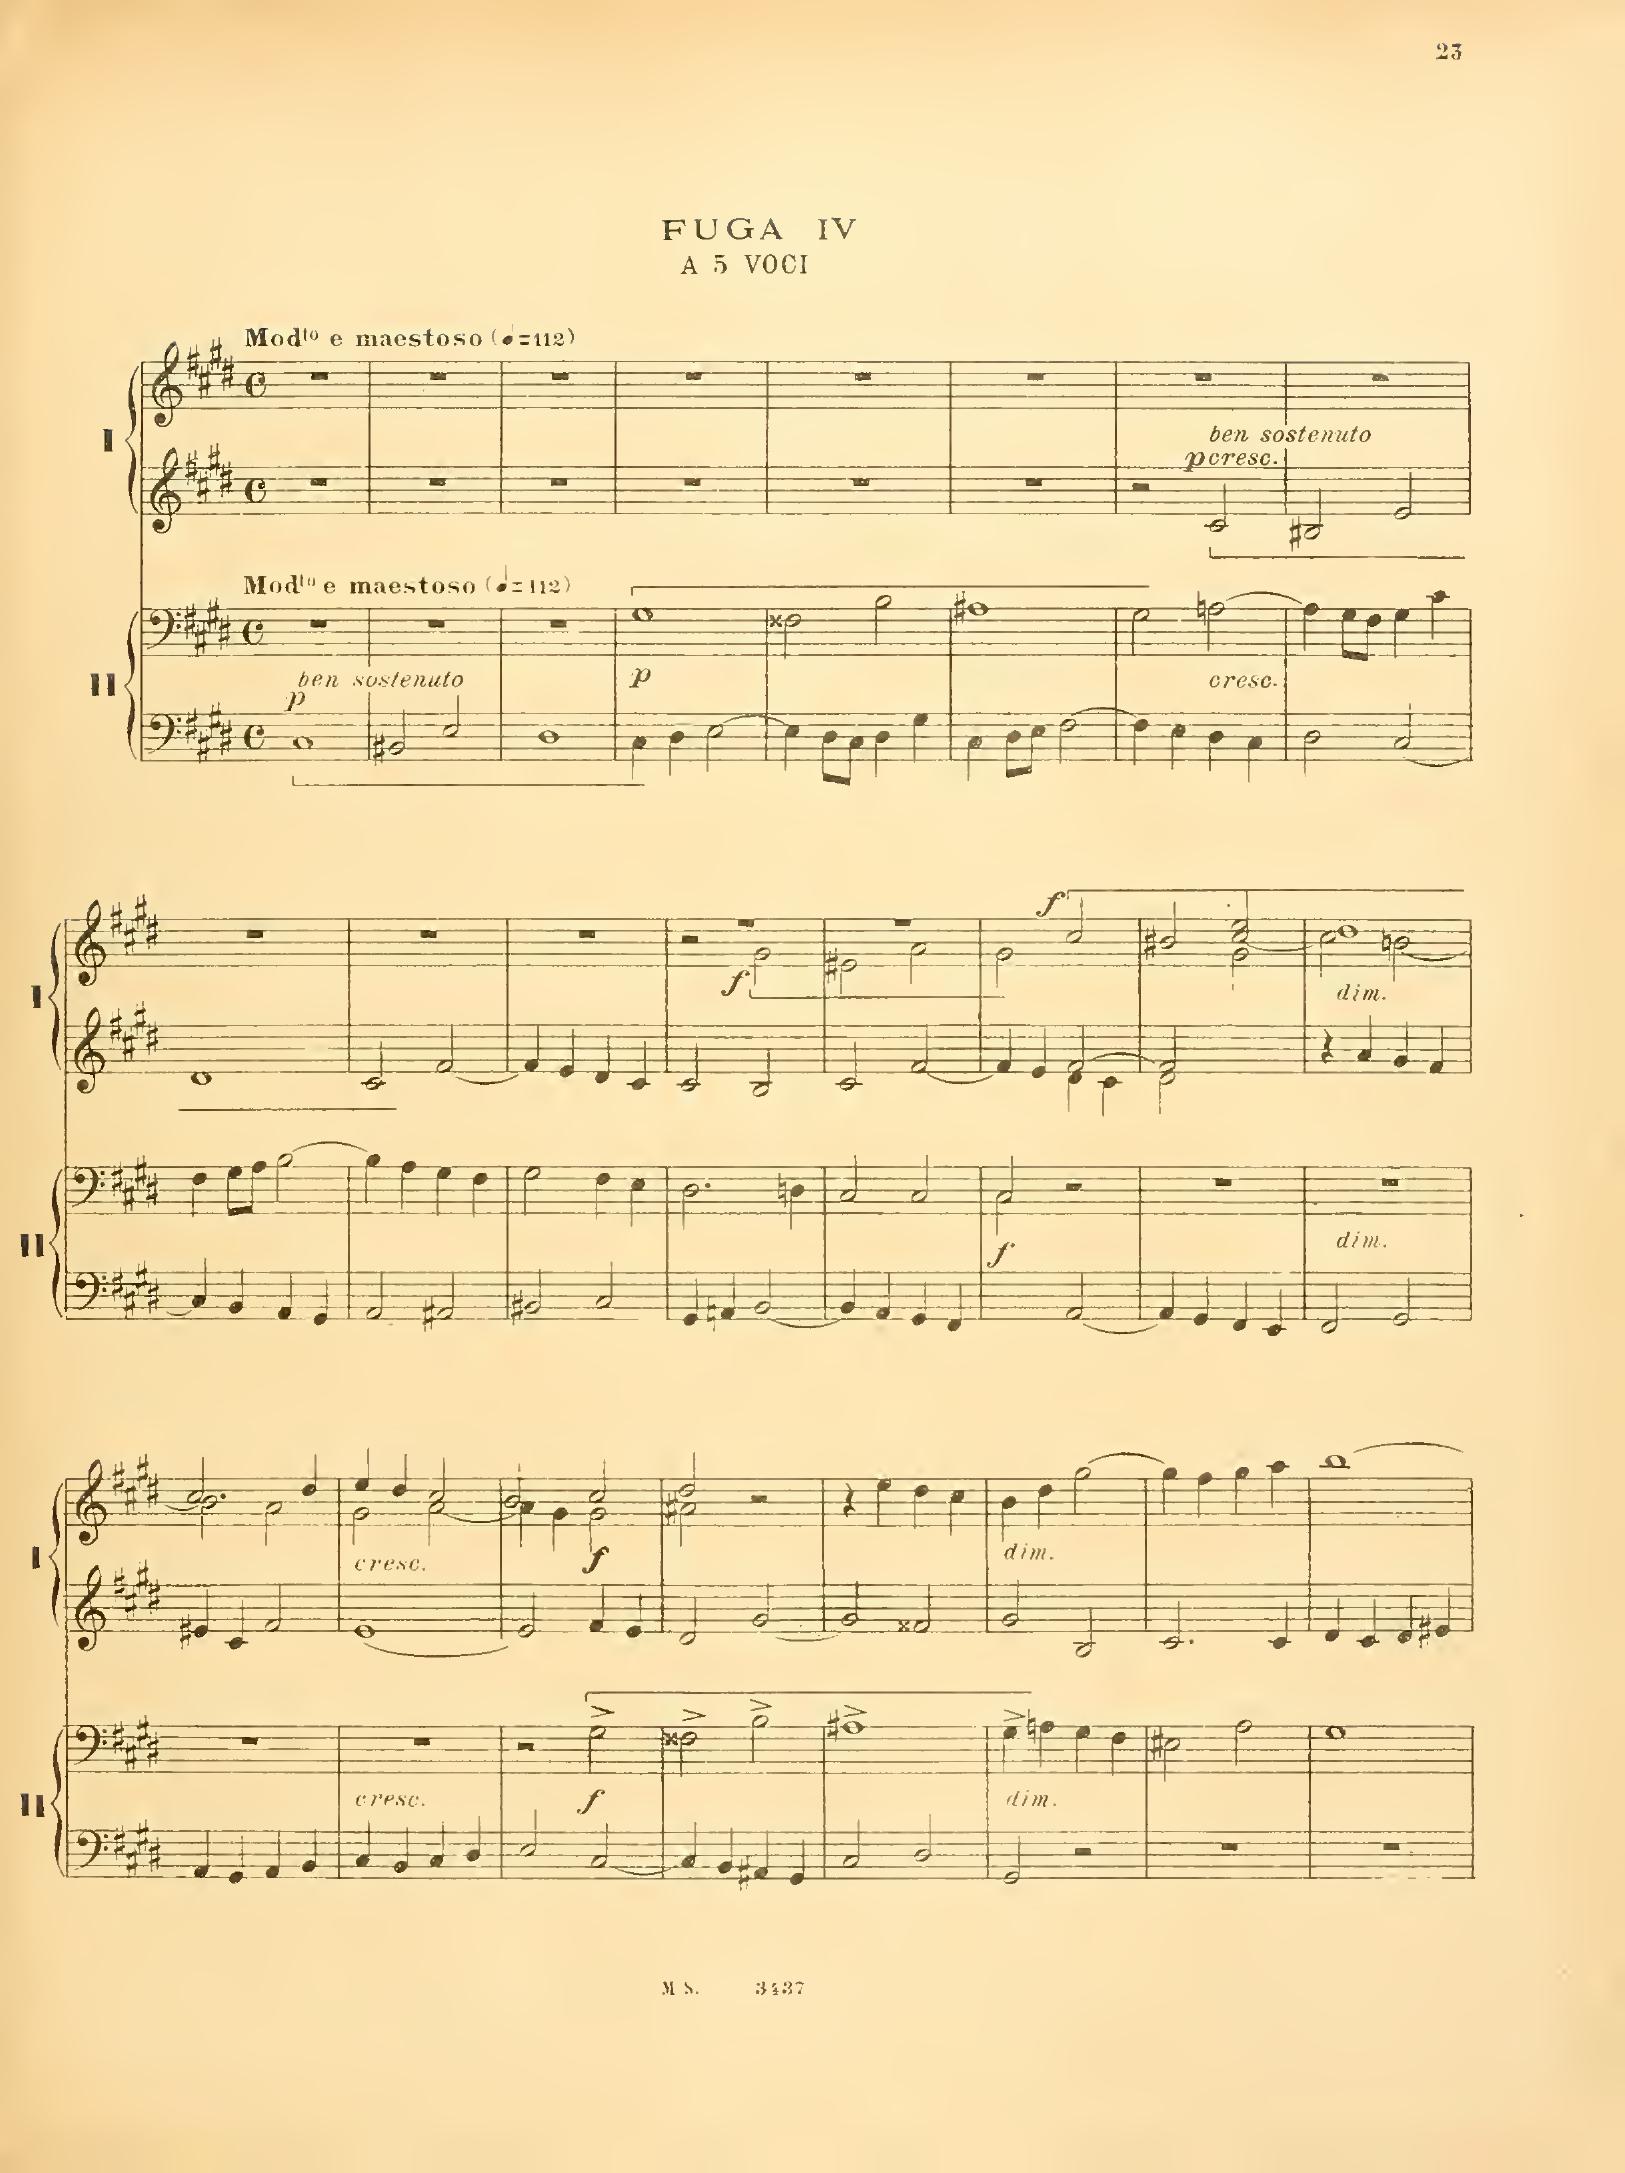 23
FUGA IV
A 5 VOCI
Mod^to e maestoso (♩=112)
I
ben sostenuto
p cresc.
Mod^to e maestoso (♩=112)
II
ben sostenuto
p
p
cresc.
I
f
f
dim.
II
f
dim.
I
cresc.
f
dim.
II
cresc.
f
dim.
M S. 3437